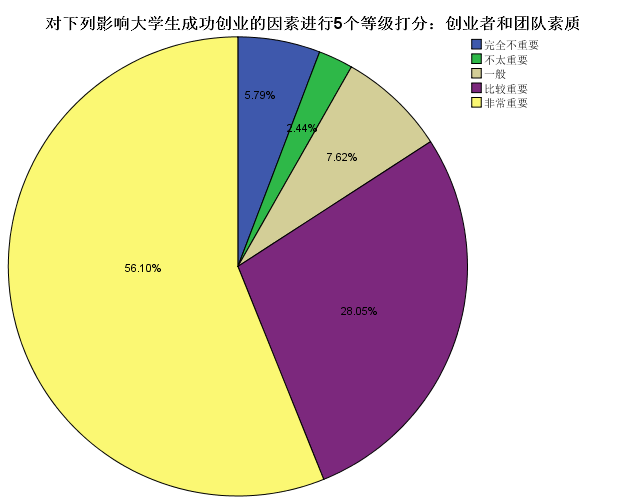 对下列影响大学生成功创业的因素进行5个等级打分：创业者和团队素质
完全不重要
不太重要
一般
比较重要
非常重要
5.79%
2.44%
7.62%
56.10%
28.05%